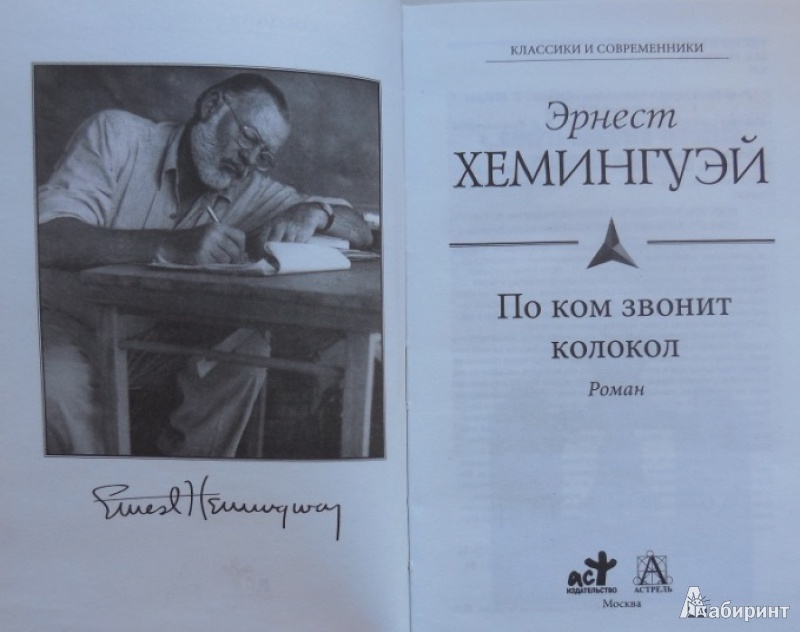 Ernest Hemingway
КЛАССИКИ И СОВРЕМЕННИКИ
Эрнест
ХЕМИНГУЭЙ
По ком звонит
колокол
Роман
аст
ИЗДАТЕЛЬСТВО
АСТРЕЛЬ
Москва
Лабиринт